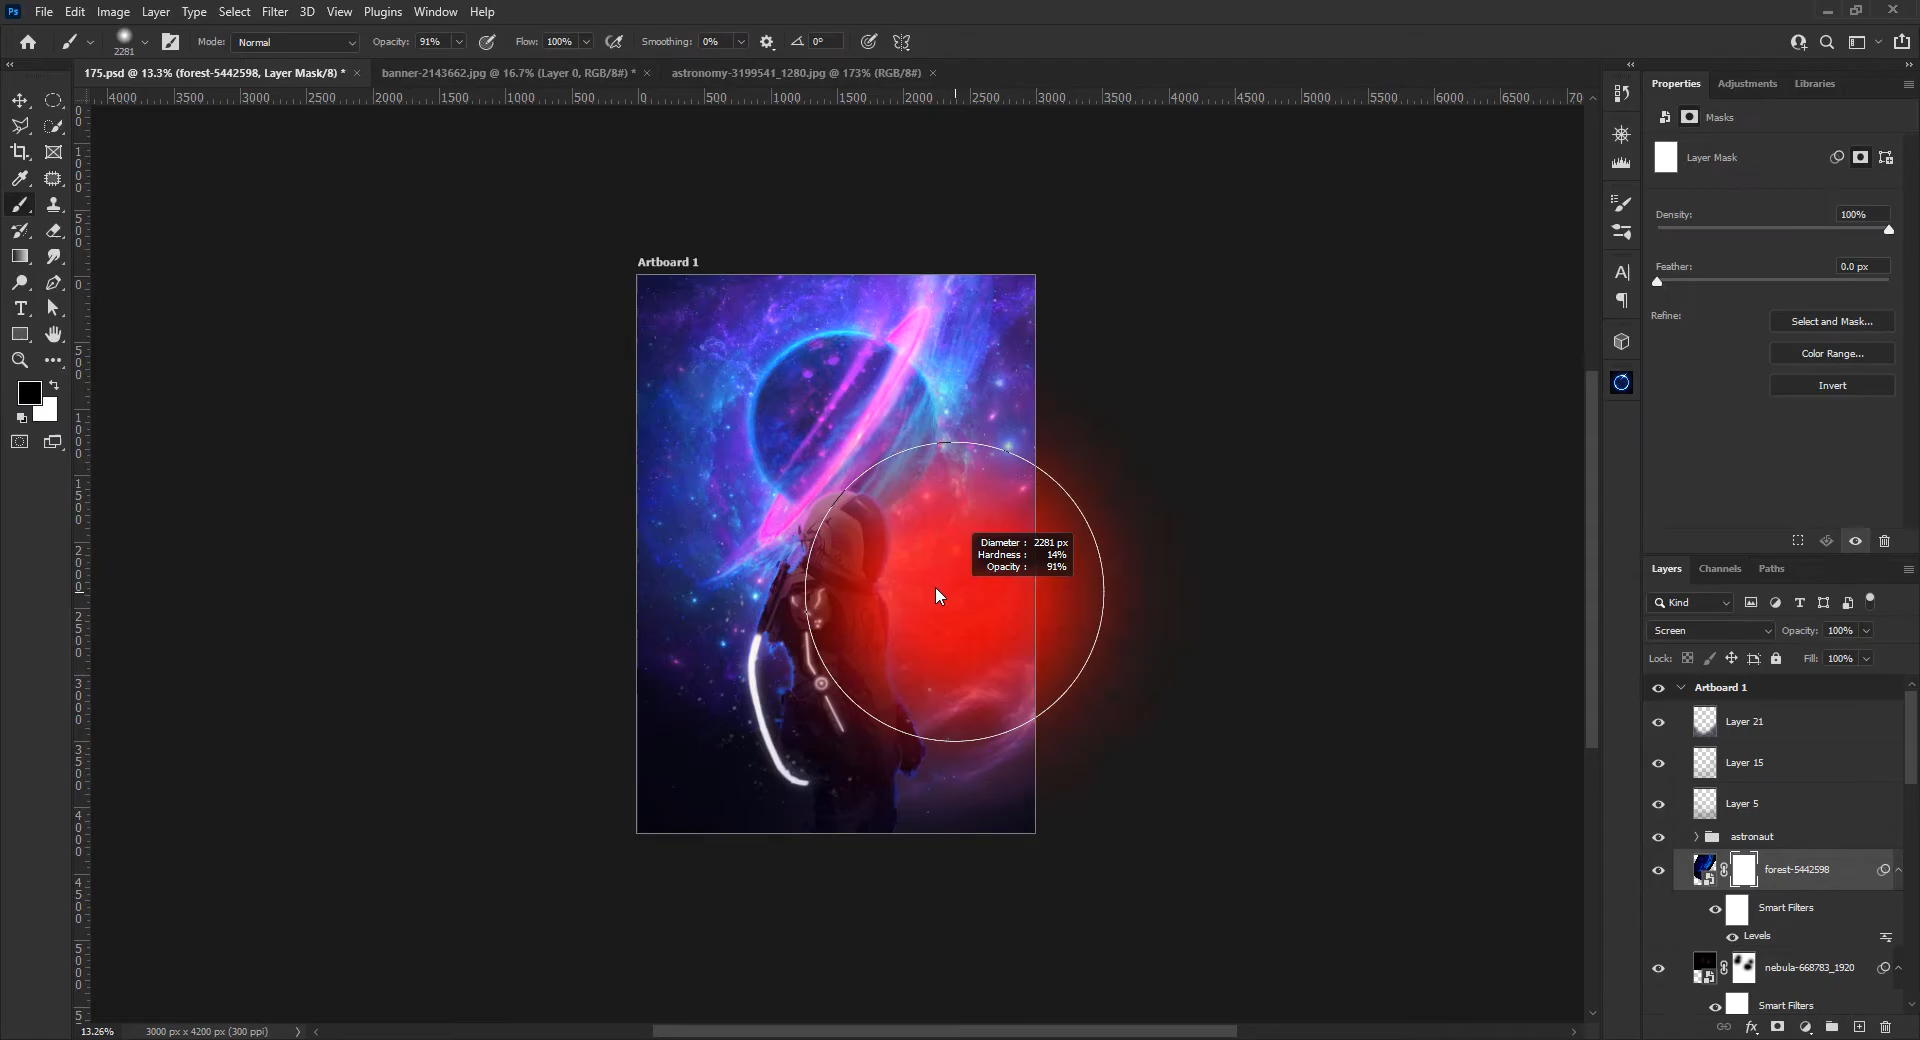 Ps File Edit Image Layer Type Select Filter 3D View Plugins Window Help
2281 Mode: Normal Opacity: 91% Flow: 100% Smoothing: 0% 0°
175.psd @ 13.3% (forest-5442598, Layer Mask/8) * × banner-2143662.jpg @ 16.7% (Layer 0, RGB/8#) * × astronomy-3199541_1280.jpg @ 173% (RGB/8#) ×
4000 3500 3000 2500 2000 1500 1000 500 0 500 1000 1500 2000 2500 3000 3500 4000 4500 5000 5500 6000 6500 70
Artboard 1
Diameter : 2281 px
Hardness : 14%
Opacity : 91%
Properties Adjustments Libraries
Masks
Layer Mask
Density: 100%
Feather: 0.0 px
Refine: Select and Mask...
Color Range...
Invert
Layers Channels Paths
Kind
Screen Opacity: 100%
Lock: Fill: 100%
Artboard 1
Layer 21
Layer 15
Layer 5
astronaut
forest-5442598
Smart Filters
Levels
nebula-668783_1920
Smart Filters
13.26% 3000 px x 4200 px (300 ppi)